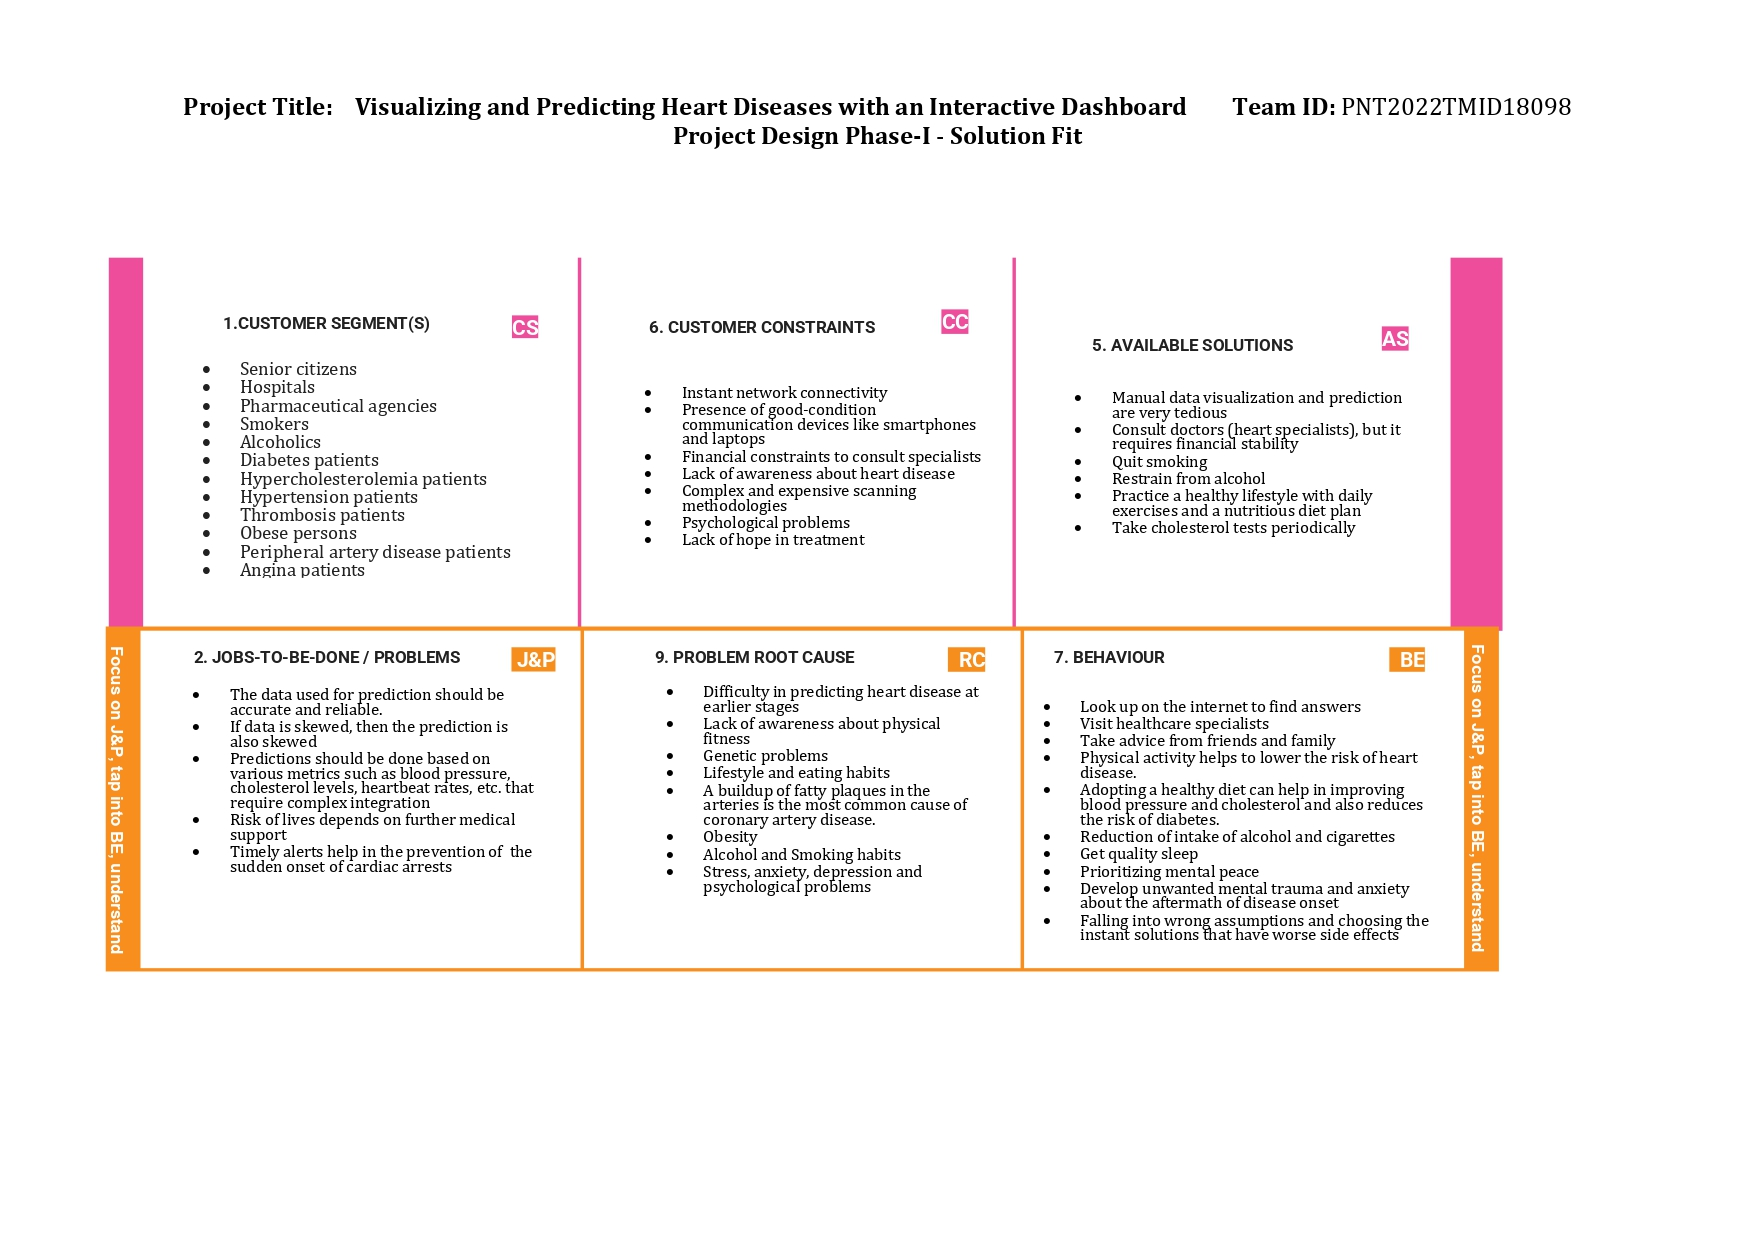 Project Title: Visualizing and Predicting Heart Diseases with an Interactive Dashboard Team ID: PNT2022TMID18098
Project Design Phase-I - Solution Fit
1.CUSTOMER SEGMENT(S)
CS
• Senior citizens
• Hospitals
• Pharmaceutical agencies
• Smokers
• Alcoholics
• Diabetes patients
• Hypercholesterolemia patients
• Hypertension patients
• Thrombosis patients
• Obese persons
• Peripheral artery disease patients
• Angina patients
6. CUSTOMER CONSTRAINTS
CC
• Instant network connectivity
• Presence of good-condition
communication devices like smartphones
and laptops
• Financial constraints to consult specialists
• Lack of awareness about heart disease
• Complex and expensive scanning
methodologies
• Psychological problems
• Lack of hope in treatment
5. AVAILABLE SOLUTIONS
AS
• Manual data visualization and prediction
are very tedious
• Consult doctors (heart specialists), but it
requires financial stability
• Quit smoking
• Restrain from alcohol
• Practice a healthy lifestyle with daily
exercises and a nutritious diet plan
• Take cholesterol tests periodically
Focus on J&P, tap into BE, understand
2. JOBS-TO-BE-DONE / PROBLEMS
J&P
• The data used for prediction should be
accurate and reliable.
• If data is skewed, then the prediction is
also skewed
• Predictions should be done based on
various metrics such as blood pressure,
cholesterol levels, heartbeat rates, etc. that
require complex integration
• Risk of lives depends on further medical
support
• Timely alerts help in the prevention of the
sudden onset of cardiac arrests
9. PROBLEM ROOT CAUSE
RC
• Difficulty in predicting heart disease at
earlier stages
• Lack of awareness about physical
fitness
• Genetic problems
• Lifestyle and eating habits
• A buildup of fatty plaques in the
arteries is the most common cause of
coronary artery disease.
• Obesity
• Alcohol and Smoking habits
• Stress, anxiety, depression and
psychological problems
7. BEHAVIOUR
BE
• Look up on the internet to find answers
• Visit healthcare specialists
• Take advice from friends and family
• Physical activity helps to lower the risk of heart
disease.
• Adopting a healthy diet can help in improving
blood pressure and cholesterol and also reduces
the risk of diabetes.
• Reduction of intake of alcohol and cigarettes
• Get quality sleep
• Prioritizing mental peace
• Develop unwanted mental trauma and anxiety
about the aftermath of disease onset
• Falling into wrong assumptions and choosing the
instant solutions that have worse side effects
Focus on J&P, tap into BE, understand